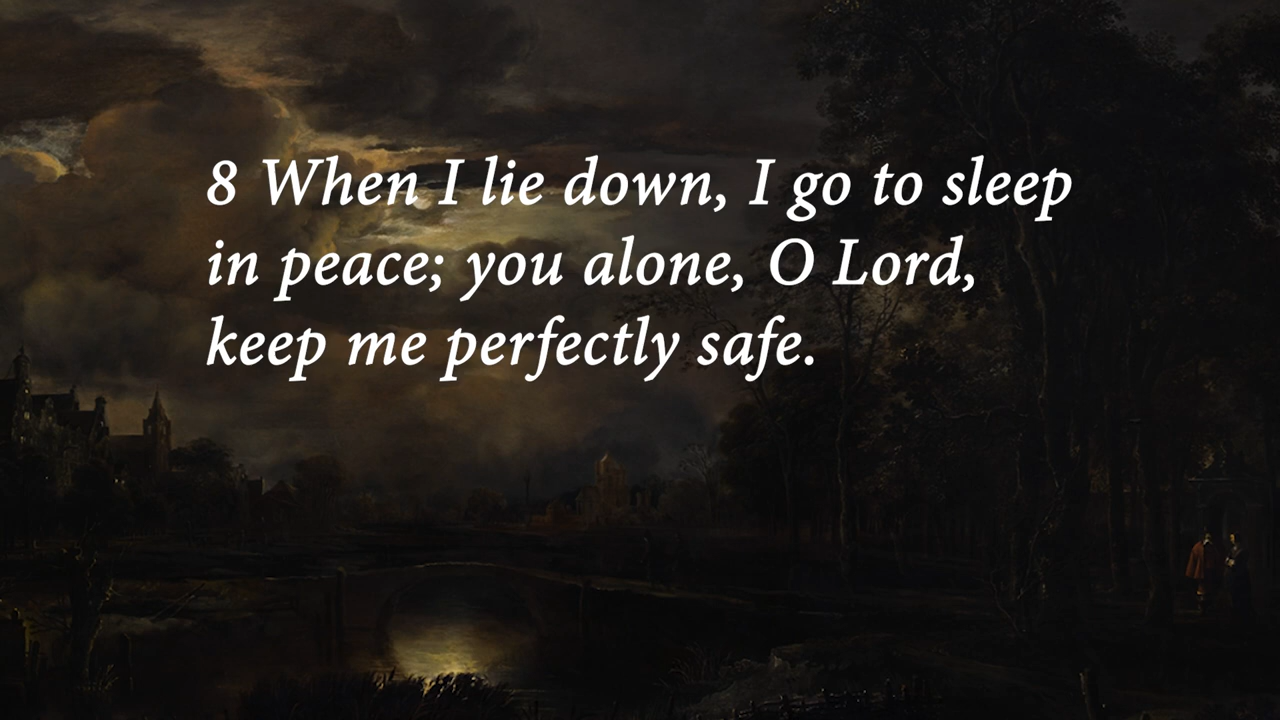 8 When I lie down, I go to sleep
in peace; you alone, O Lord,
keep me perfectly safe.